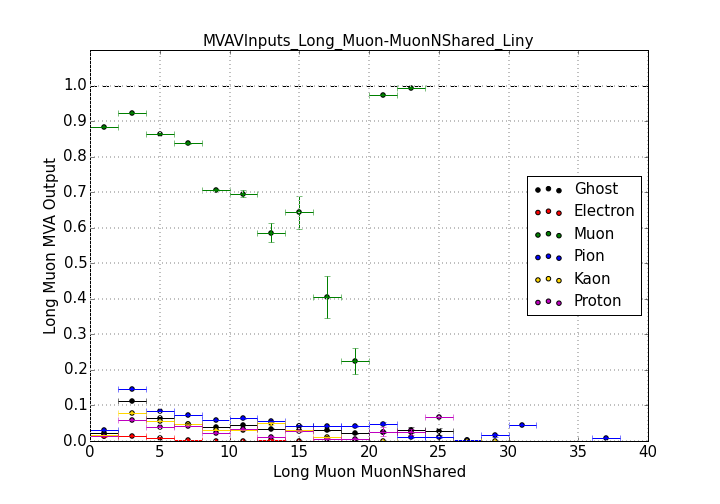 MVAVInputs_Long_Muon-MuonNShared_Liny
1.0
0.9
0.8
0.7
0.6
0.5
0.4
0.3
0.2
0.1
0.0
Long Muon MVA Output
Ghost
Electron
Muon
Pion
Kaon
Proton
0 5 10 15 20 25 30 35 40
Long Muon MuonNShared